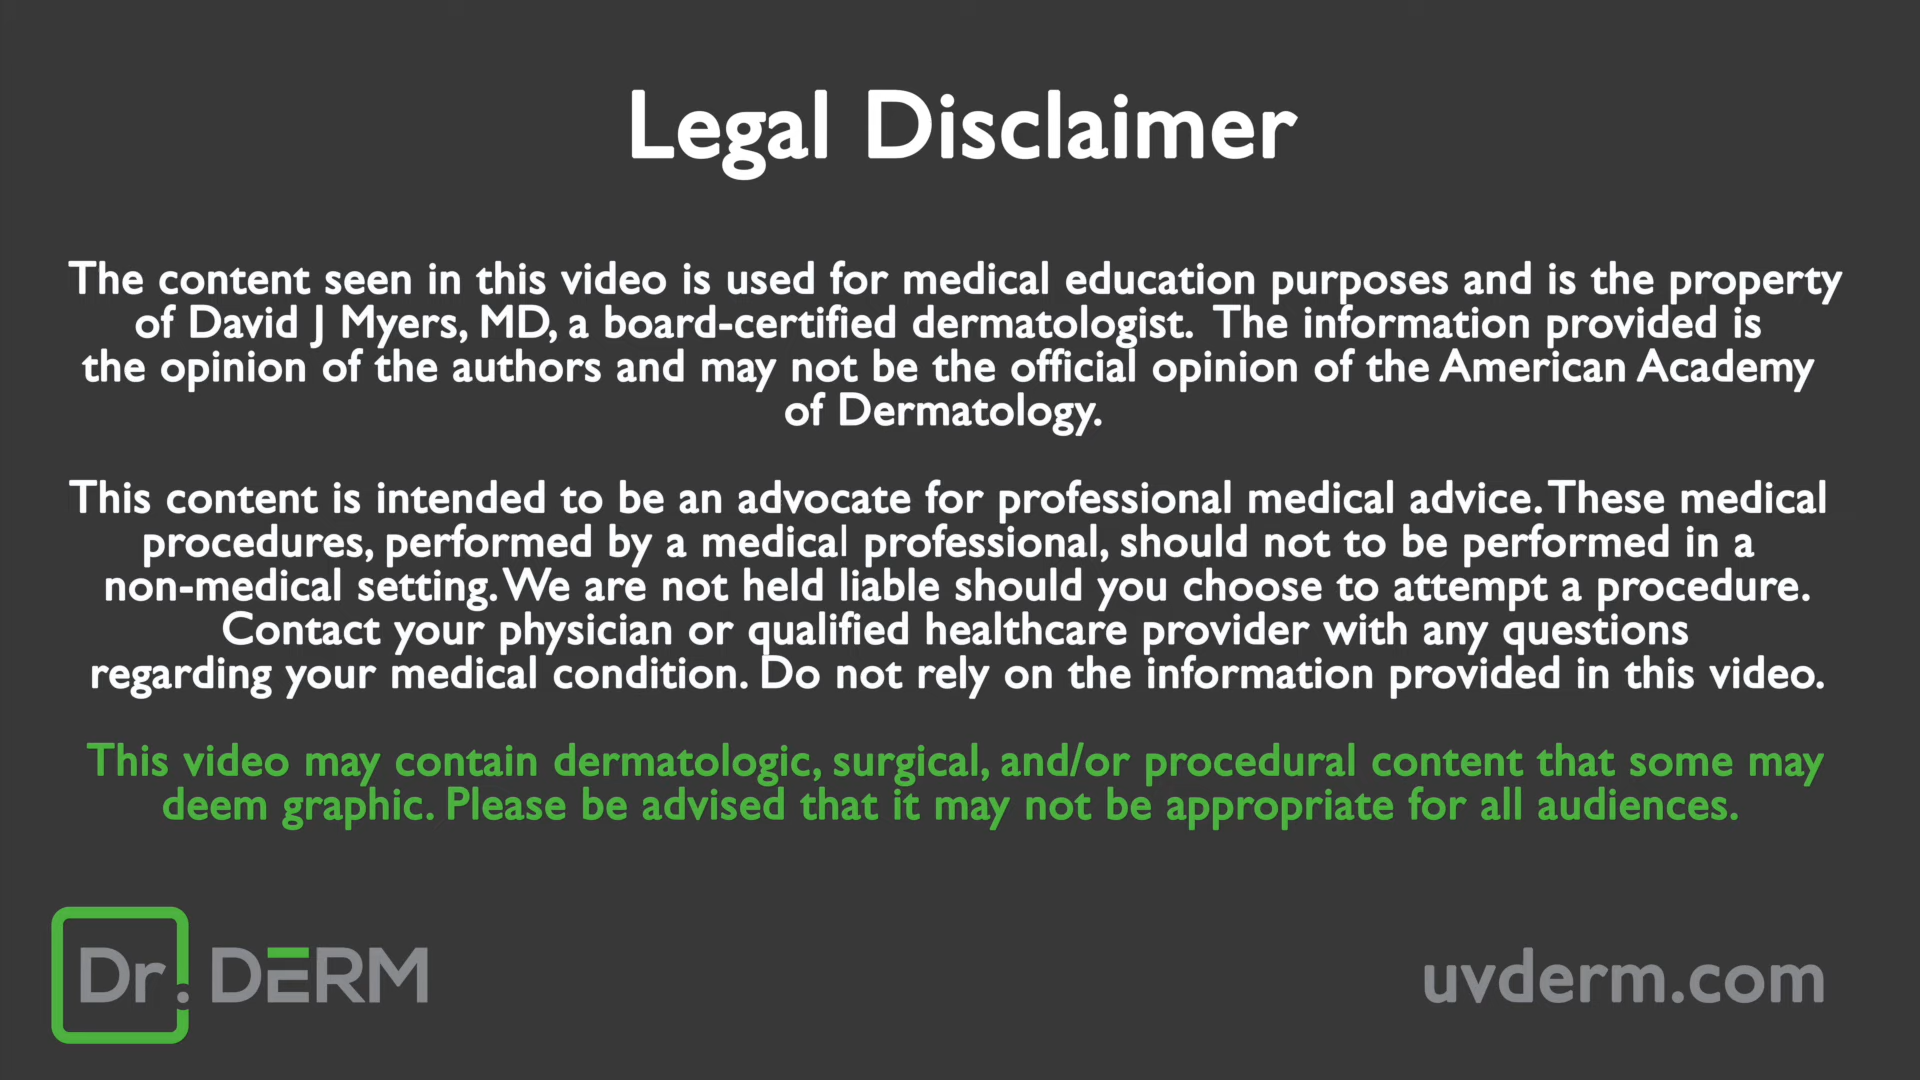 Legal Disclaimer
The content seen in this video is used for medical education purposes and is the property
of David J Myers, MD, a board-certified dermatologist. The information provided is
the opinion of the authors and may not be the official opinion of the American Academy
of Dermatology.
This content is intended to be an advocate for professional medical advice. These medical
procedures, performed by a medical professional, should not to be performed in a
non-medical setting. We are not held liable should you choose to attempt a procedure.
Contact your physician or qualified healthcare provider with any questions
regarding your medical condition. Do not rely on the information provided in this video.
This video may contain dermatologic, surgical, and/or procedural content that some may
deem graphic. Please be advised that it may not be appropriate for all audiences.
Dr. DERM
uvderm.com